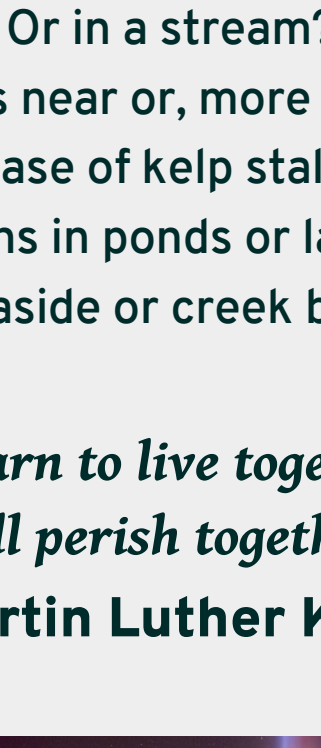 Or in a stream?
s near or, more
ase of kelp stal
ns in ponds or la
aside or creek b
arn to live toge
ll perish togeth
rtin Luther K